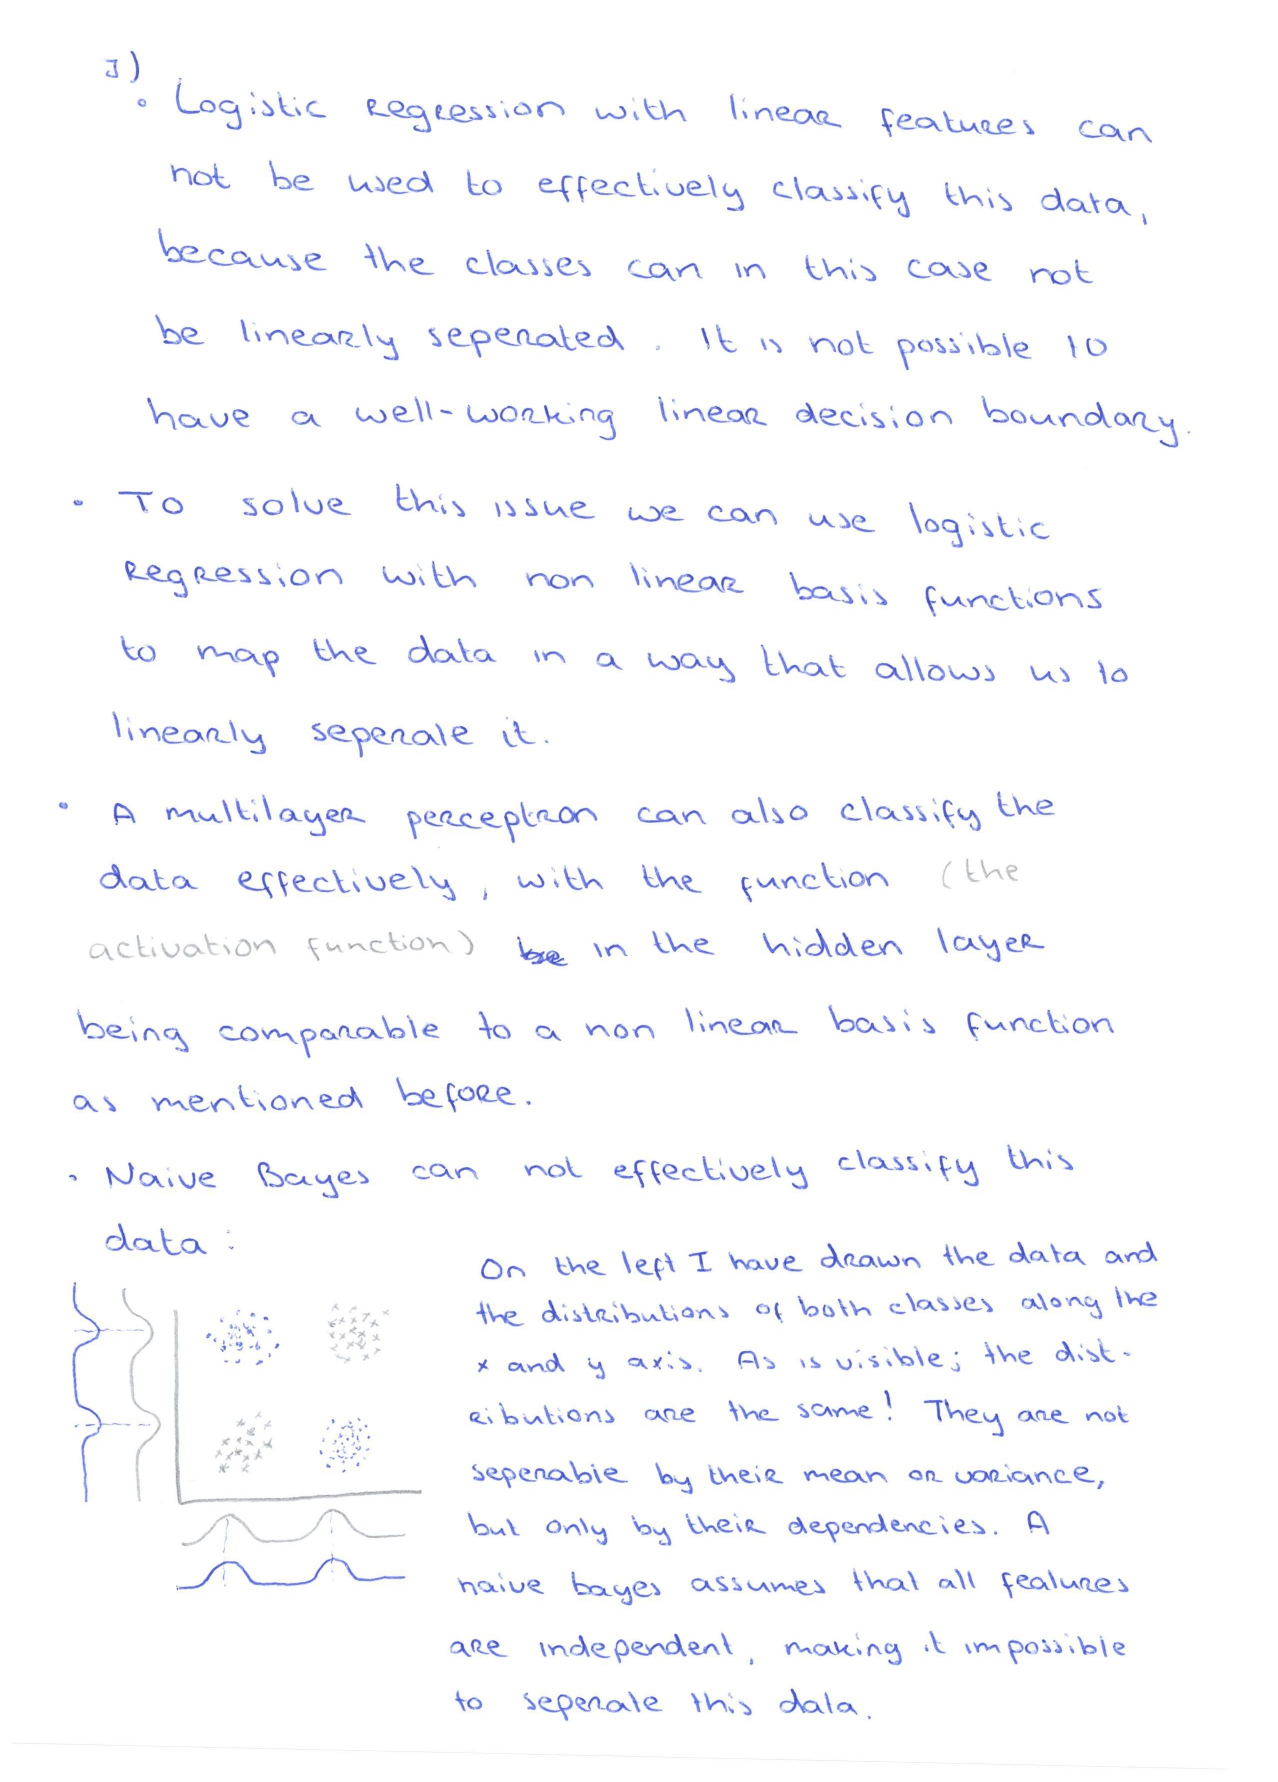 J)
• Logistic Regression with linear features can
not be used to effectively classify this data,
because the classes can in this case not
be linearly seperated. It is not possible to
have a well-working linear decision boundary.
• To solve this issue we can use logistic
Regression with non linear basis functions
to map the data in a way that allows us to
linearly seperate it.
• A multilayer perceptron can also classify the
data effectively, with the function (the
activation function) in the hidden layer
being comparable to a non linear basis function
as mentioned before.
• Naive Bayes can not effectively classify this
data:
On the left I have drawn the data and
the distributions of both classes along the
x and y axis. As is visible; the dist-
ributions are the same! They are not
seperable by their mean or variance,
but only by their dependencies. A
naive bayes assumes that all features
are independent, making it impossible
to seperate this data.